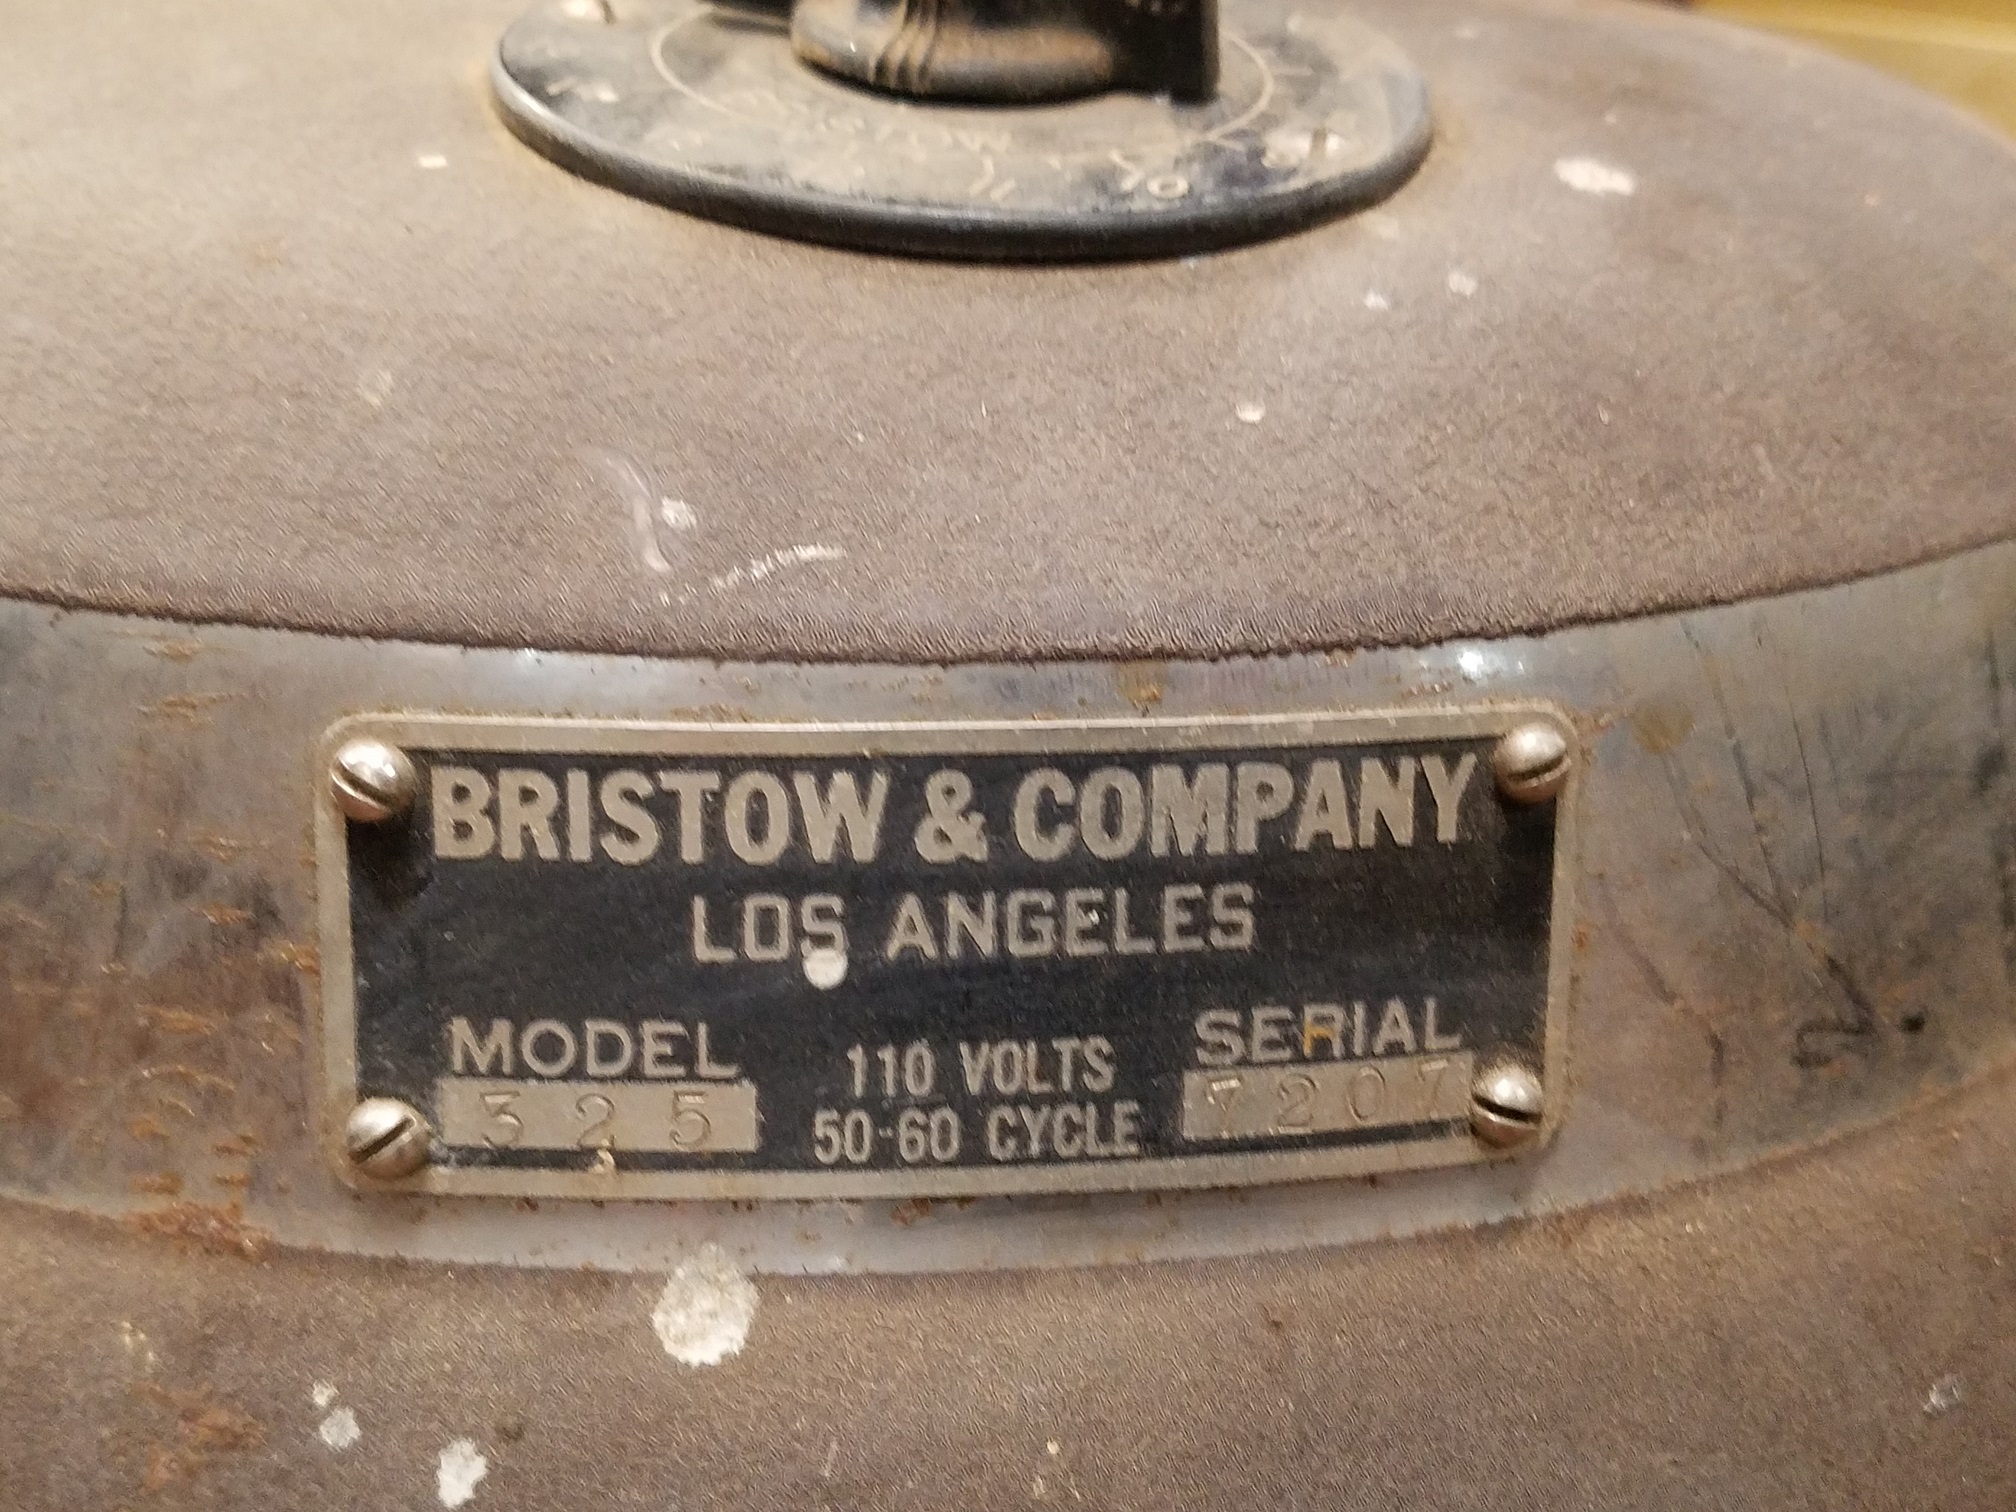 BRISTOW & COMPANY
LOS ANGELES
MODEL
325
110 VOLTS
50-60 CYCLE
SERIAL
7207